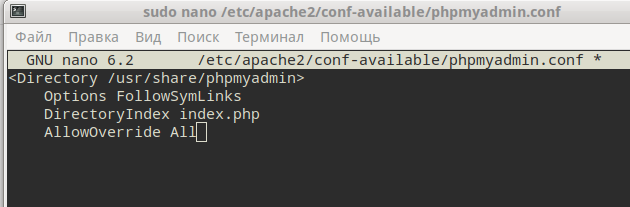 sudo nano /etc/apache2/conf-available/phpmyadmin.conf
Файл Правка Вид Поиск Терминал Помощь
GNU nano 6.2 /etc/apache2/conf-available/phpmyadmin.conf *
<Directory /usr/share/phpmyadmin>
    Options FollowSymLinks
    DirectoryIndex index.php
    AllowOverride All